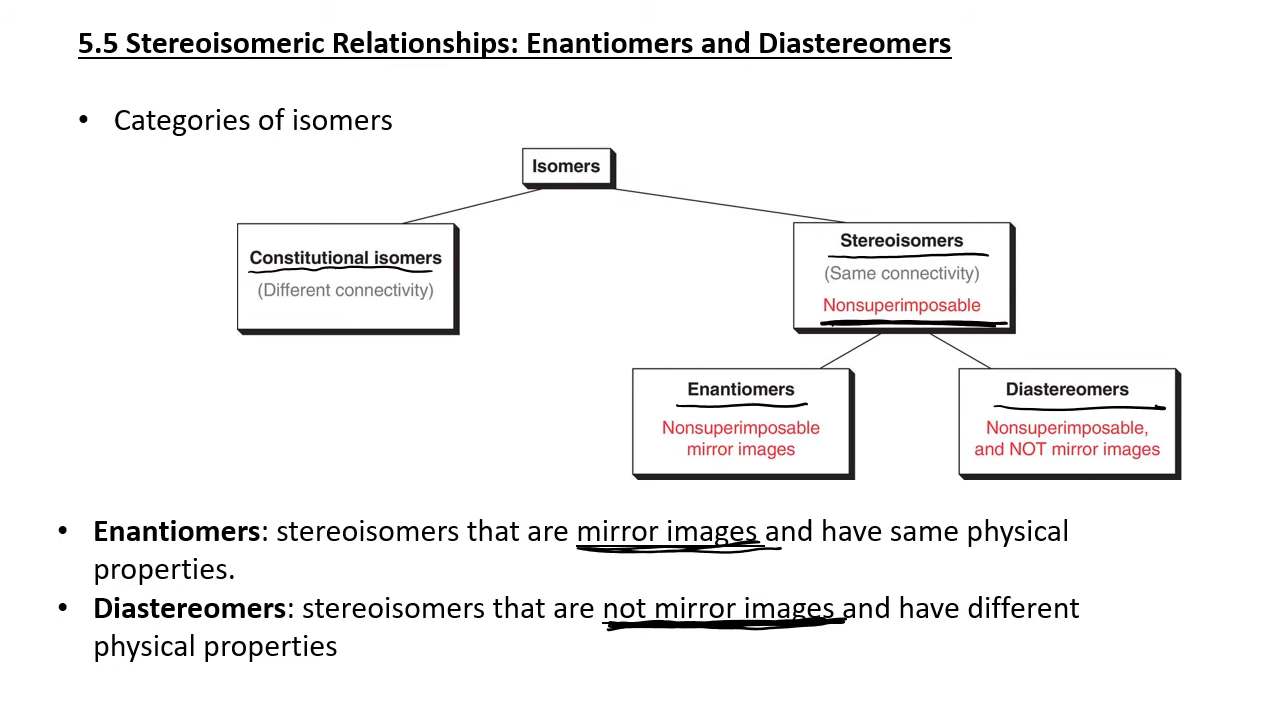 5.5 Stereoisomeric Relationships: Enantiomers and Diastereomers
• Categories of isomers
Isomers
Constitutional isomers
(Different connectivity)
Stereoisomers
(Same connectivity)
Nonsuperimposable
Enantiomers
Nonsuperimposable
mirror images
Diastereomers
Nonsuperimposable,
and NOT mirror images
• Enantiomers: stereoisomers that are mirror images and have same physical
properties.
• Diastereomers: stereoisomers that are not mirror images and have different
physical properties